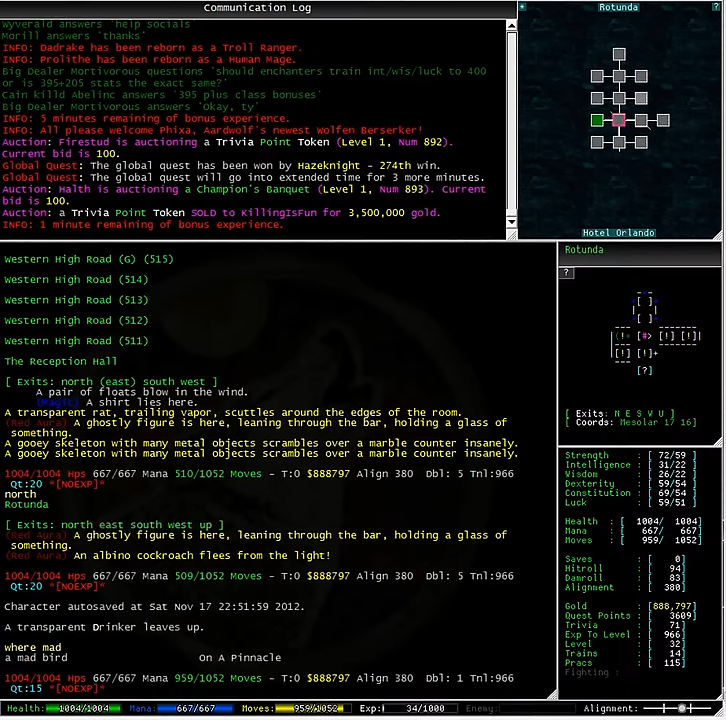 Communication Log
Wyverald answers 'help socials'
Morill answers 'thanks'
INFO: Dadrake has been reborn as a Troll Ranger.
INFO: Prolithe has been reborn as a Human Mage.
Big Dealer Mortivorous questions 'should enchanters train int/wis/luck to 400
or is 395+205 stats the exact same?'
Cain killd Abelinc answers '395 plus class bonuses'
Big Dealer Mortivorous answers 'Okay, ty'
INFO: 5 minutes remaining of bonus experience.
INFO: All please welcome Phixa, Aardwolf's newest Wolfen Berserker!
Auction: Firestud is auctioning a Trivia Point Token (Level 1, Num 892).
Current bid is 100.
Global Quest: The global quest has been won by Hazeknight - 274th win.
Global Quest: The global quest will go into extended time for 3 more minutes.
Auction: Halth is auctioning a Champion's Banquet (Level 1, Num 893). Current
bid is 100.
Auction: a Trivia Point Token SOLD to KillingIsFun for 3,500,000 gold.
INFO: 1 minute remaining of bonus experience.
* Rotunda ?
Hotel Orlando
Western High Road (G) (515)
Western High Road (514)
Western High Road (513)
Western High Road (512)
Western High Road (511)
The Reception Hall
[ Exits: north (east) south west ]
A pair of floats blow in the wind.
(Magic) A shirt lies here.
A transparent rat, trailing vapor, scuttles around the edges of the room.
(Red Aura) A ghostly figure is here, leaning through the bar, holding a glass of
something.
A gooey skeleton with many metal objects scrambles over a marble counter insanely.
A gooey skeleton with many metal objects scrambles over a marble counter insanely.
1004/1004 Hps 667/667 Mana 510/1052 Moves - T:0 $888797 Align 380 Dbl: 5 Tnl:966
Qt:20 *[NOEXP]*
north
Rotunda
[ Exits: north east south west up ]
(Red Aura) A ghostly figure is here, leaning through the bar, holding a glass of
something.
(Red Aura) An albino cockroach flees from the light!
1004/1004 Hps 667/667 Mana 509/1052 Moves - T:0 $888797 Align 380 Dbl: 5 Tnl:966
Qt:20 *[NOEXP]*
Character autosaved at Sat Nov 17 22:51:59 2012.
A transparent Drinker leaves up.
where mad
a mad bird On A Pinnacle
1004/1004 Hps 667/667 Mana 959/1052 Moves - T:0 $888797 Align 380 Dbl: 1 Tnl:966
Qt:15 *[NOEXP]*
Rotunda
?
[ ]
[ ]
[#> [!] [!]
[!] [!]+
[?]
[ Exits: N E S W U ]
[ Coords: Mesolar 17 16 ]
Strength : [ 72/59 ]
Intelligence : [ 31/22 ]
Wisdom : [ 26/22 ]
Dexterity : [ 59/54 ]
Constitution : [ 69/54 ]
Luck : [ 59/51 ]
Health : [ 1004/ 1004]
Mana : [ 667/ 667]
Moves : [ 959/ 1052]
Saves : [ 0]
Hitroll : [ 94]
Damroll : [ 83]
Alignment : [ 380]
Gold : [888,797]
Quest Points : [ 3609]
Trivia : [ 71]
Exp To Level : [ 966]
Level : [ 32]
Trains : [ 14]
Pracs : [ 115]
Fighting :
Health: 1004/1004 Mana: 667/667 Moves: 959/1052 Exp: 34/1000 Enemy: Alignment: